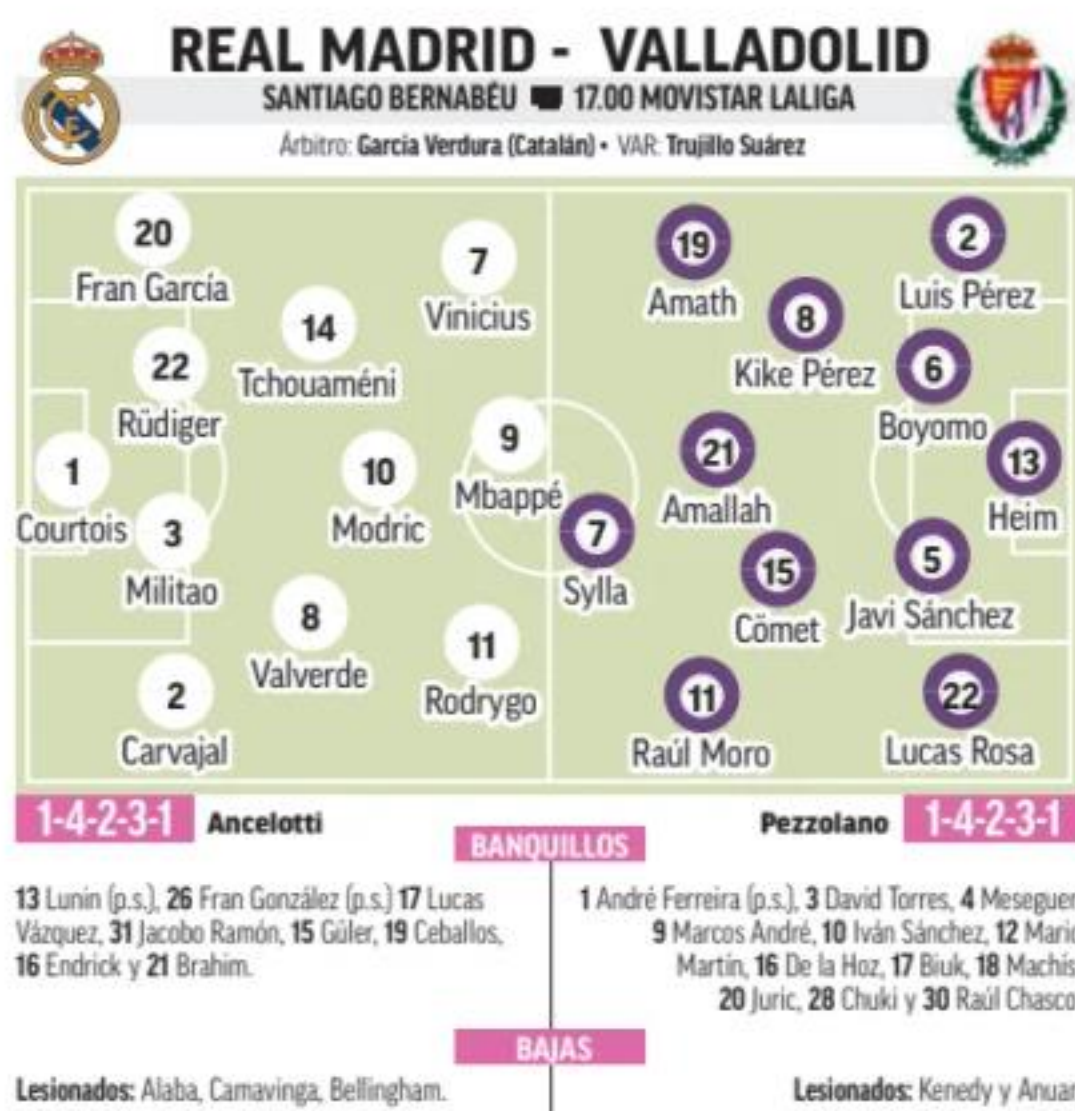 REAL MADRID - VALLADOLID
SANTIAGO BERNABÉU 17.00 MOVISTAR LALIGA
Árbitro: García Verdura (Catalán) • VAR: Trujillo Suárez
20
Fran García
22
Rüdiger
1
Courtois
3
Militao
2
Carvajal
14
Tchouaméni
10
Modric
8
Valverde
7
Vinicius
9
Mbappé
11
Rodrygo
7
Sylla
19
Amath
21
Amallah
11
Raúl Moro
8
Kike Pérez
15
Cömet
2
Luis Pérez
6
Boyomo
5
Javi Sánchez
22
Lucas Rosa
13
Heim
1-4-2-3-1 Ancelotti
Pezzolano 1-4-2-3-1
BANQUILLOS
13 Lunin (p.s.), 26 Fran González (p.s.) 17 Lucas
Vázquez, 31 Jacobo Ramón, 15 Güler, 19 Ceballos,
16 Endrick y 21 Brahim.
1 André Ferreira (p.s.), 3 David Torres, 4 Meseguer
9 Marcos André, 10 Iván Sánchez, 12 Mario
Martín, 16 De la Hoz, 17 Biuk, 18 Machis
20 Juric, 28 Chuki y 30 Raúl Chasco
BAJAS
Lesionados: Alaba, Camavinga, Bellingham.
Lesionados: Kenedy y Anuar